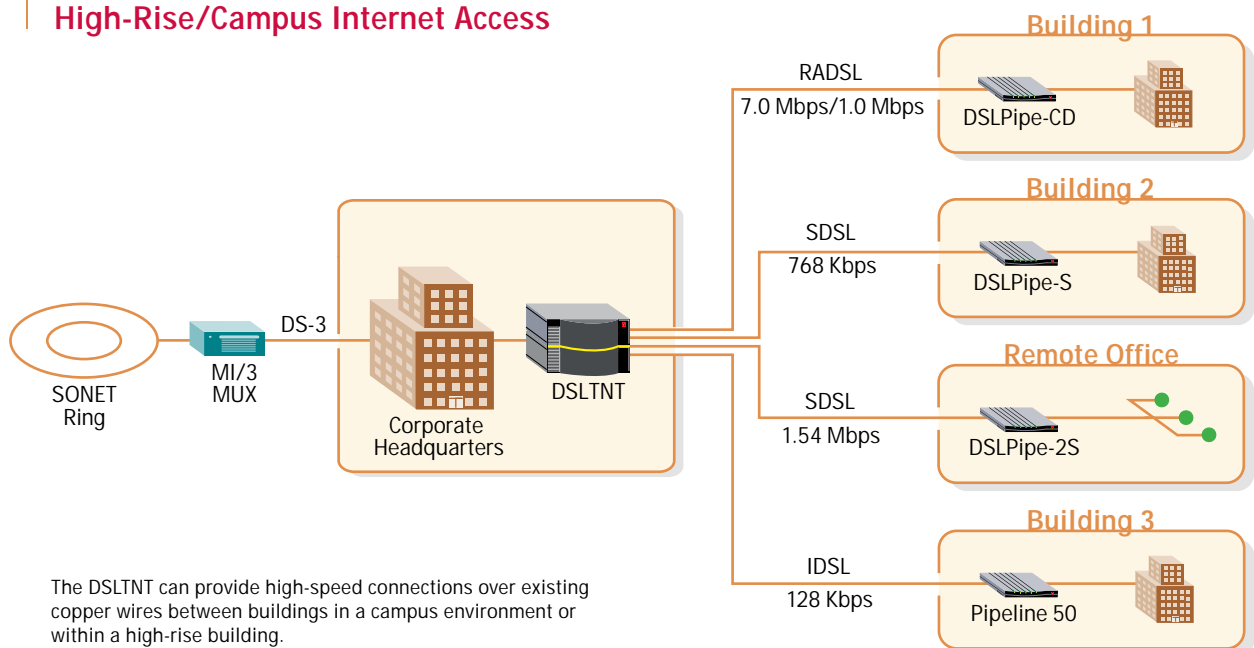 High-Rise/Campus Internet Access
Building 1
RADSL
7.0 Mbps/1.0 Mbps
DSLPipe-CD
Building 2
SDSL
768 Kbps
DSLPipe-S
SONET
Ring
MI/3
MUX
DS-3
Corporate
Headquarters
DSLTNT
Remote Office
SDSL
1.54 Mbps
DSLPipe-2S
Building 3
IDSL
128 Kbps
Pipeline 50
The DSLTNT can provide high-speed connections over existing
copper wires between buildings in a campus environment or
within a high-rise building.